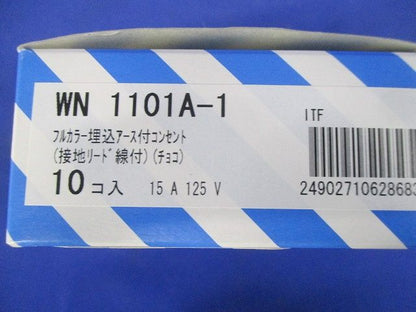 WN 1101A-1
ITF
フルカラー埋込アース付コンセント
(接地リード線付)(チョコ)
10コ入 15 A 125 V
2490271062868